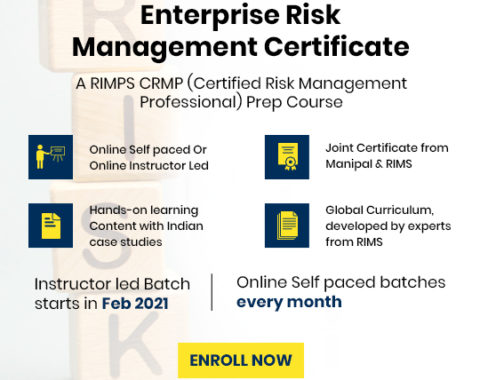 Enterprise Risk
Management Certificate
A RIMPS CRMP (Certified Risk Management
Professional) Prep Course
Online Self paced Or
Online Instructor Led
Joint Certificate from
Manipal & RIMS
Hands-on learning
Content with Indian
case studies
Global Curriculum,
developed by experts
from RIMS
Instructor led Batch
starts in Feb 2021
Online Self paced batches
every month
ENROLL NOW
R
I
S
K